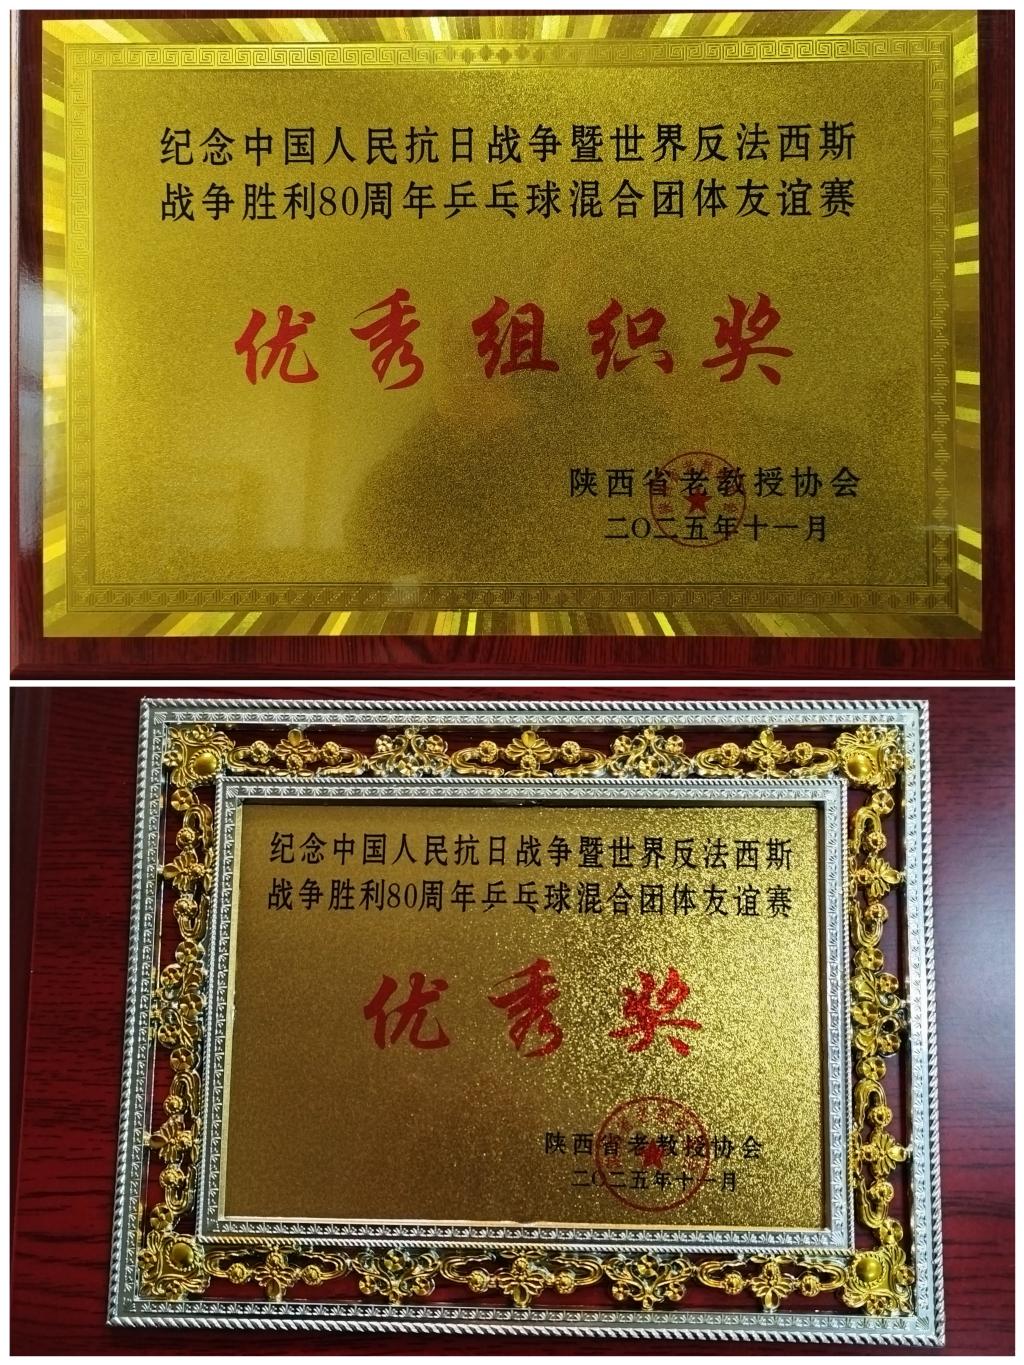 纪念中国人民抗日战争暨世界反法西斯
战争胜利80周年乒乓球混合团体友谊赛
优秀组织奖
陕西省老教授协会
二〇二五年十一月
纪念中国人民抗日战争暨世界反法西斯
战争胜利80周年乒乓球混合团体友谊赛
优秀奖
陕西省老教授协会
二〇二五年十一月